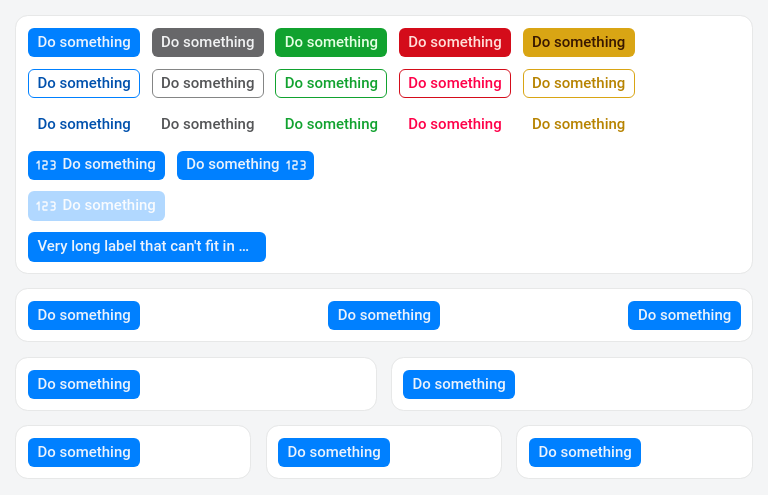 Do something Do something Do something Do something Do something
Do something Do something Do something Do something Do something
Do something Do something Do something Do something Do something
123 Do something Do something 123
123 Do something
Very long label that can't fit in ...
Do something Do something Do something
Do something Do something
Do something Do something Do something